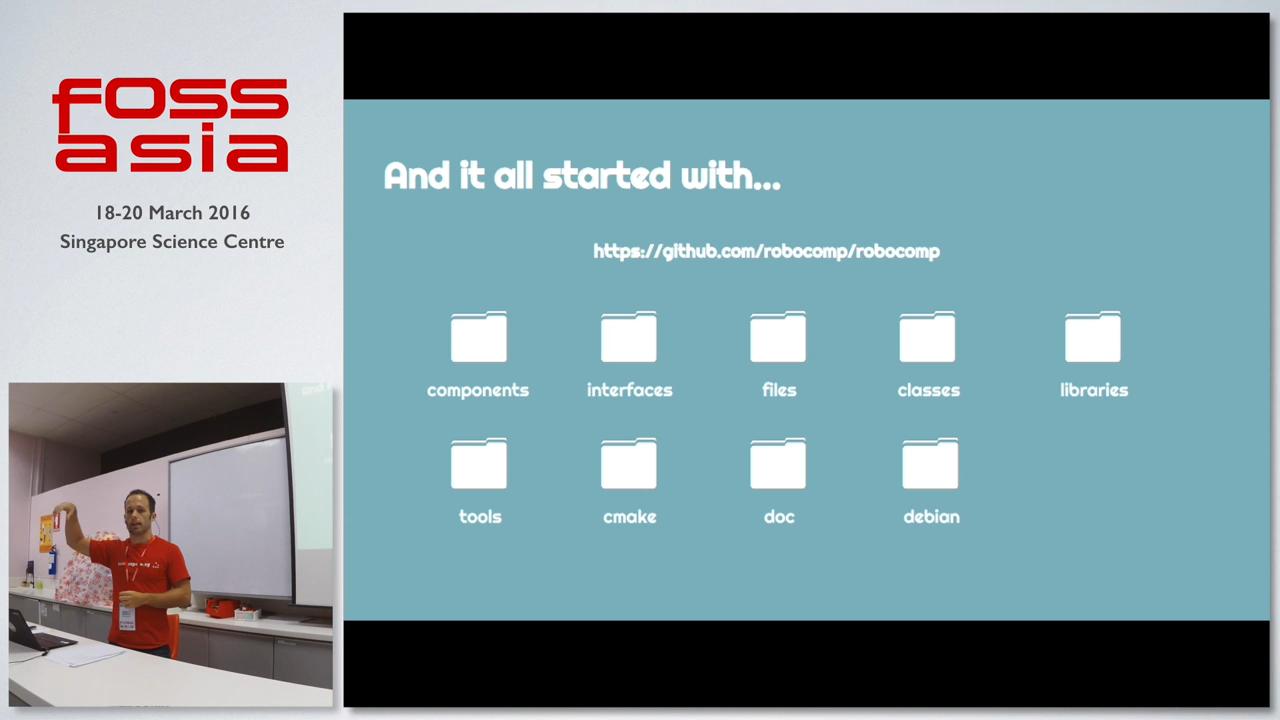 foss
asia
18-20 March 2016
Singapore Science Centre
And it all started with...
https://github.com/robocomp/robocomp
components interfaces files classes libraries
tools cmake doc debian